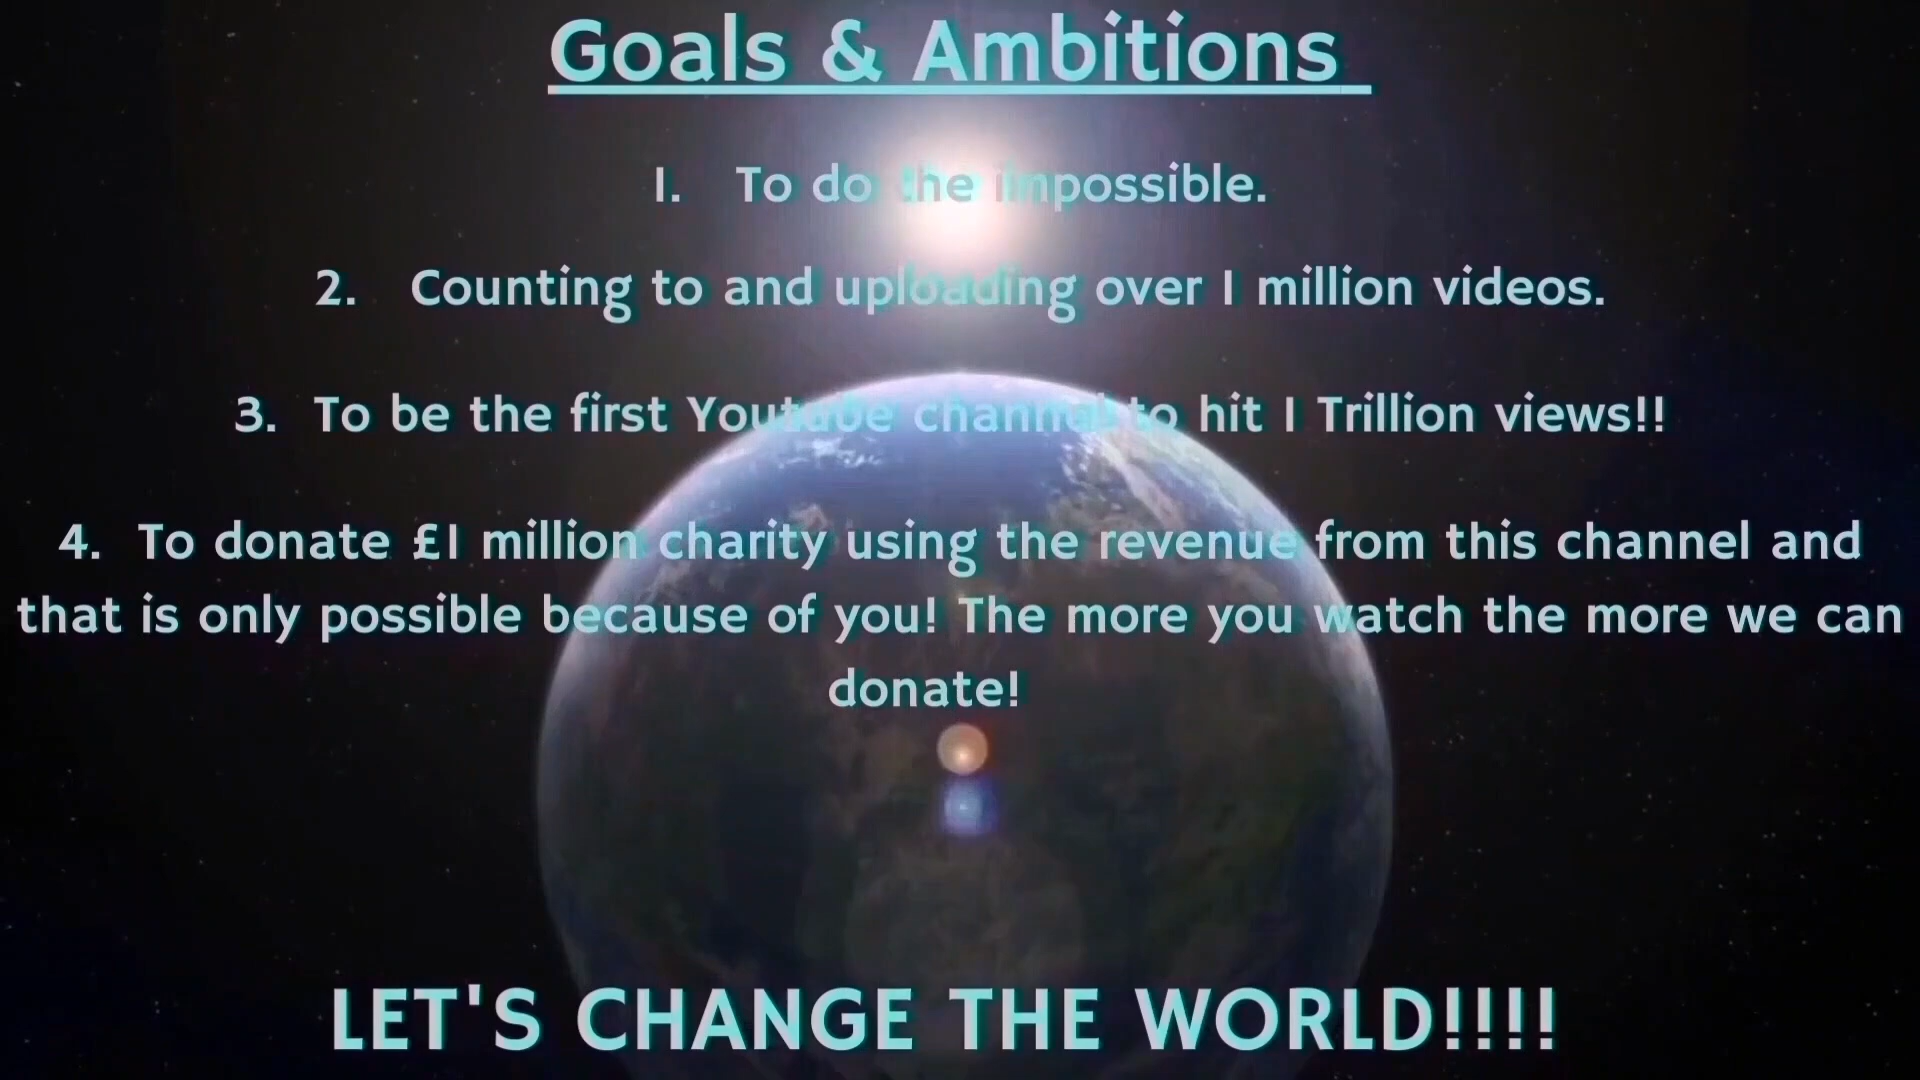 Goals & Ambitions
1. To do the impossible.
2. Counting to and uploading over 1 million videos.
3. To be the first Youtube channel to hit 1 Trillion views!!
4. To donate £1 million charity using the revenue from this channel and
that is only possible because of you! The more you watch the more we can
donate!
LET'S CHANGE THE WORLD!!!!